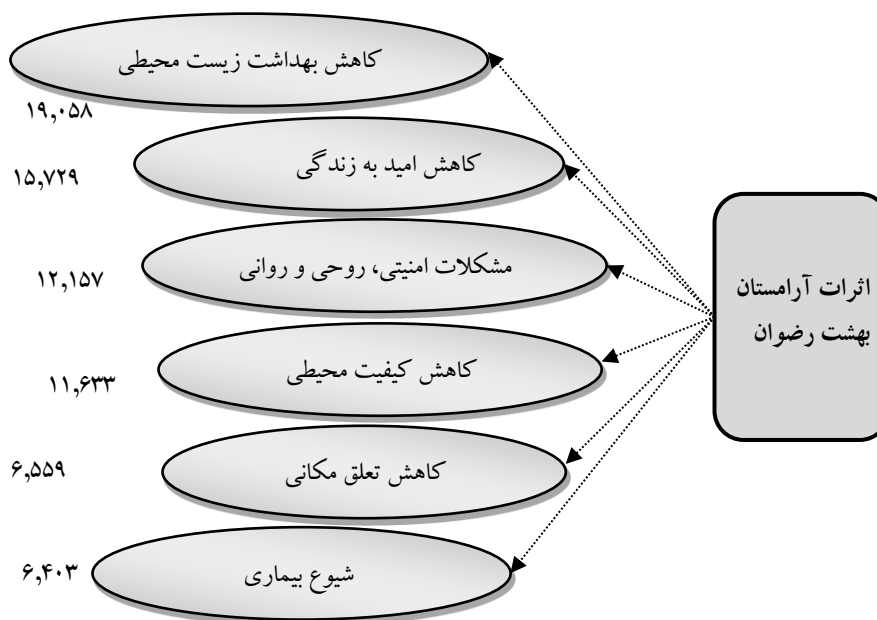 کاهش بهداشت زیست محیطی
۱۹,۰۵۸
کاهش امید به زندگی
۱۵,۷۲۹
مشکلات امنیتی، روحی و روانی
۱۲,۱۵۷
کاهش کیفیت محیطی
۱۱,۶۳۳
کاهش تعلق مکانی
۶,۵۵۹
شیوع بیماری
۶,۴۰۳
اثرات آرامستان
بهشت رضوان